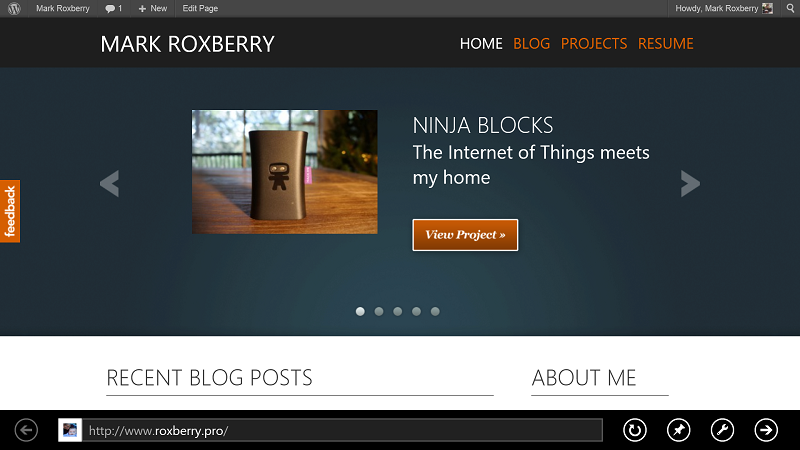 Mark Roxberry 1 New Edit Page Howdy, Mark Roxberry
MARK ROXBERRY HOME BLOG PROJECTS RESUME
NINJA BLOCKS
The Internet of Things meets
my home
feedback
View Project »
RECENT BLOG POSTS ABOUT ME
http://www.roxberry.pro/